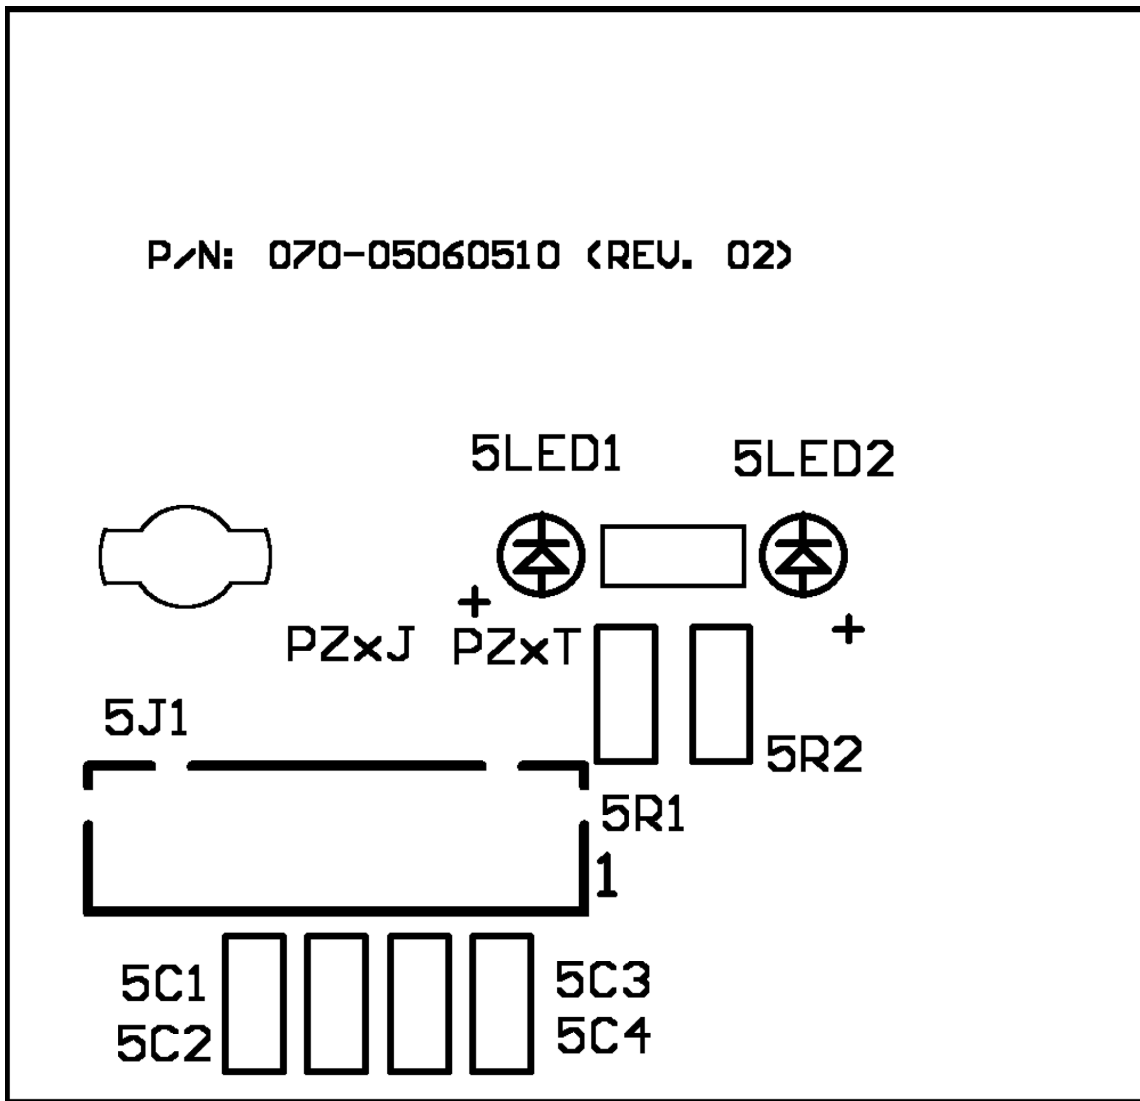 P/N: 070-05060510 (REV. 02)
5LED1 5LED2
+ +
PZxJ PZxT
5J1
5R2
5R1
1
5C1 5C3
5C2 5C4